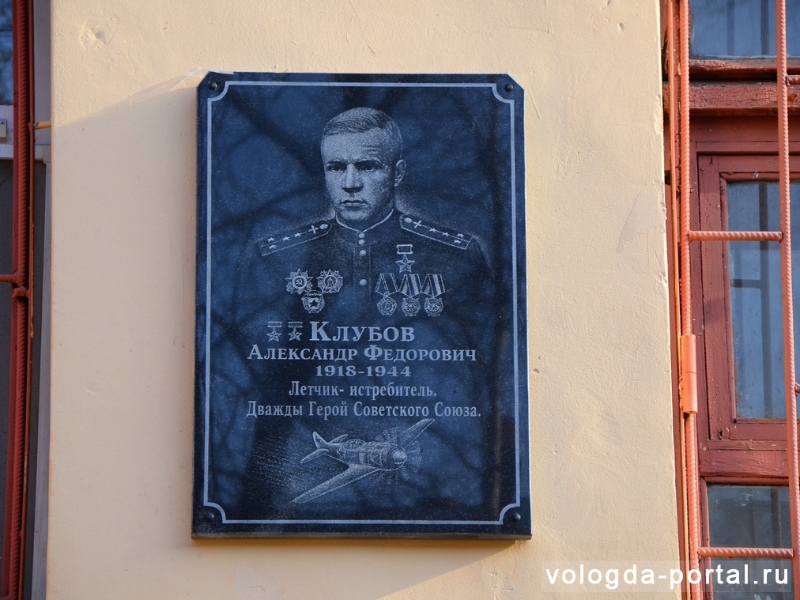 Клубов
Александр Федорович
1918-1944
Летчик- истребитель,
Дважды Герой Советского Союза.
vologda-portal.ru